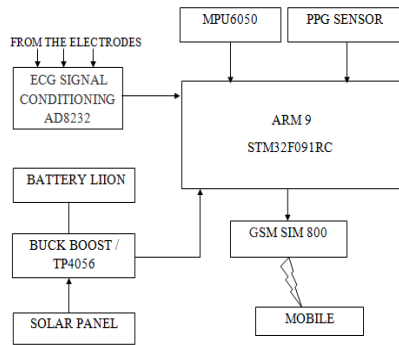 MPU6050
PPG SENSOR
FROM THE ELECTRODES
ECG SIGNAL
CONDITIONING
AD8232
ARM 9
STM32F091RC
BATTERY LIION
BUCK BOOST /
TP4056
GSM SIM 800
SOLAR PANEL
MOBILE